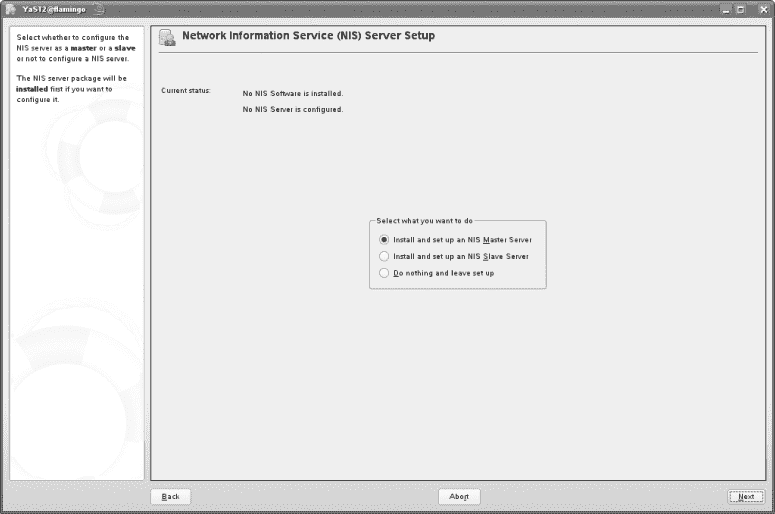 YaST2@flamingo
Select whether to configure the
NIS server as a master or a slave
or not to configure a NIS server.
The NIS server package will be
installed first if you want to
configure it.
Network Information Service (NIS) Server Setup
Current status:
No NIS Software is installed.
No NIS Server is configured.
Select what you want to do
Install and set up an NIS Master Server
Install and set up an NIS Slave Server
Do nothing and leave set up
Back
Abort
Next